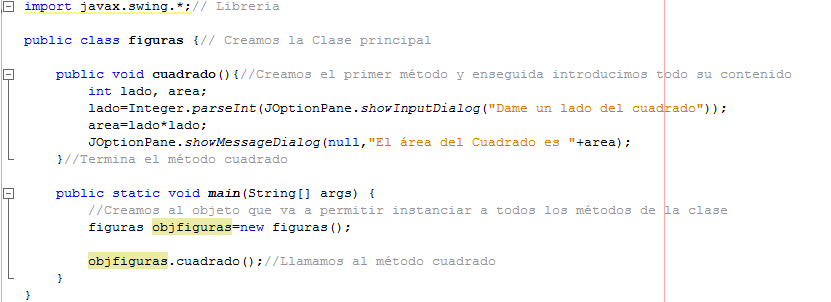 import javax.swing.*;// Libreria
public class figuras {// Creamos la Clase principal
public void cuadrado(){//Creamos el primer método y enseguida introducimos todo su contenido
int lado, area;
lado=Integer.parseInt(JOptionPane.showInputDialog("Dame un lado del cuadrado"));
area=lado*lado;
JOptionPane.showMessageDialog(null,"El área del Cuadrado es "+area);
}//Termina el método cuadrado
public static void main(String[] args) {
//Creamos al objeto que va a permitir instanciar a todos los métodos de la clase
figuras objfiguras=new figuras();
objfiguras.cuadrado();//Llamamos al método cuadrado
}
}